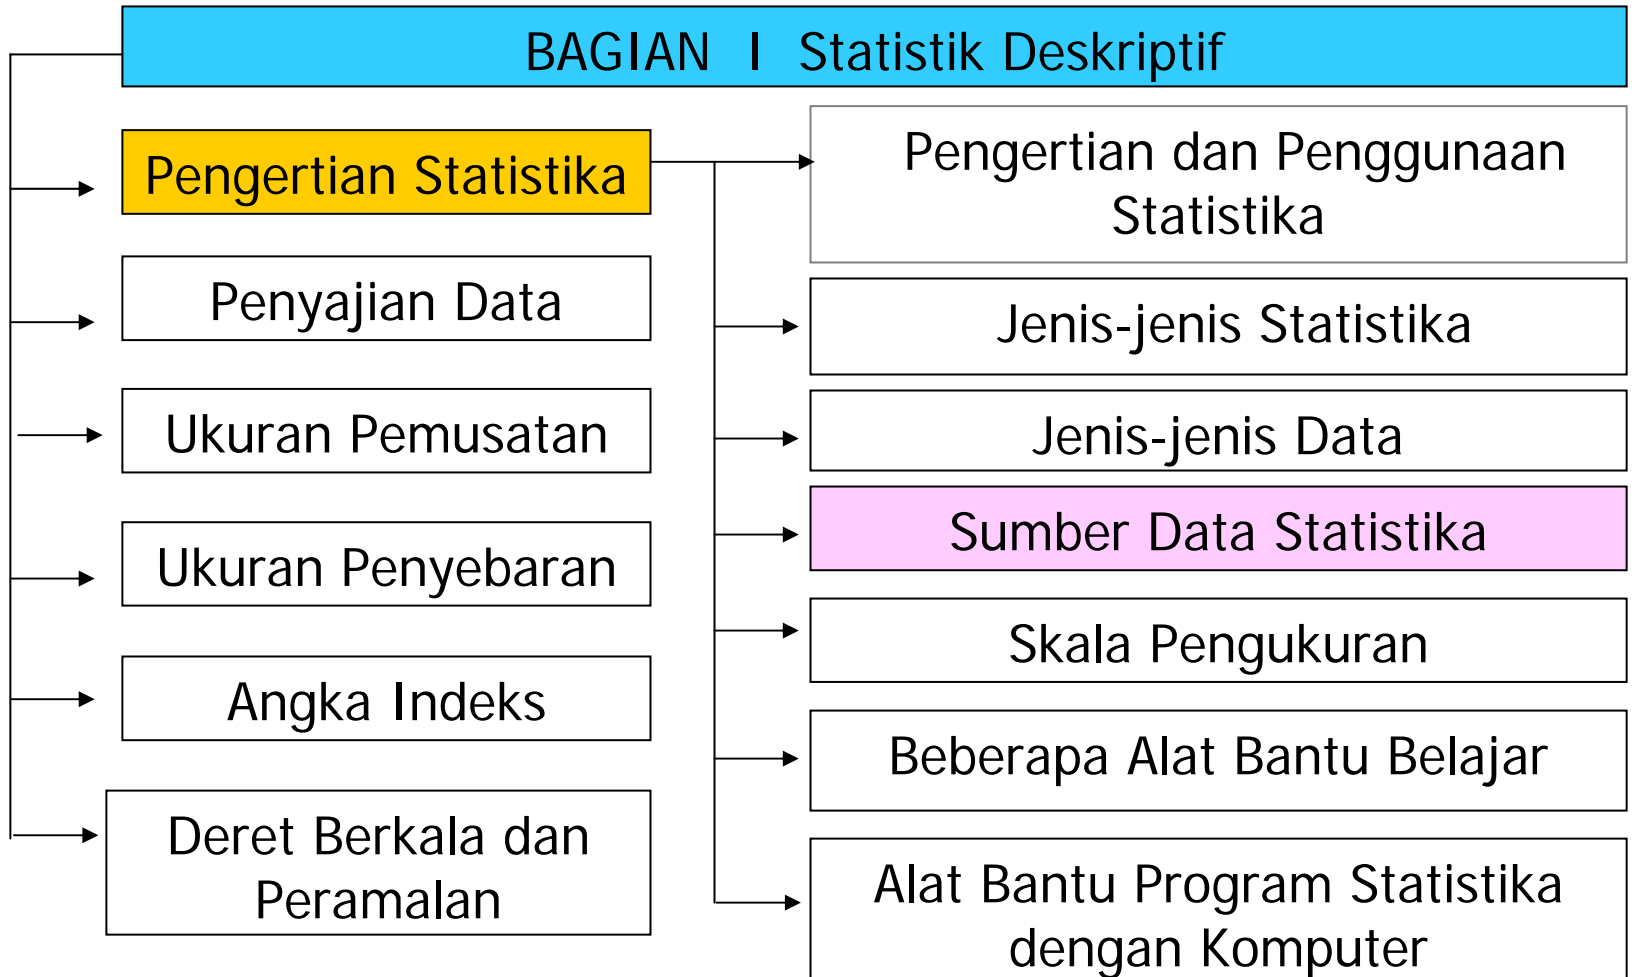 BAGIAN I Statistik Deskriptif
Pengertian Statistika
Penyajian Data
Ukuran Pemusatan
Ukuran Penyebaran
Angka Indeks
Deret Berkala dan
Peramalan
Pengertian dan Penggunaan
Statistika
Jenis-jenis Statistika
Jenis-jenis Data
Sumber Data Statistika
Skala Pengukuran
Beberapa Alat Bantu Belajar
Alat Bantu Program Statistika
dengan Komputer